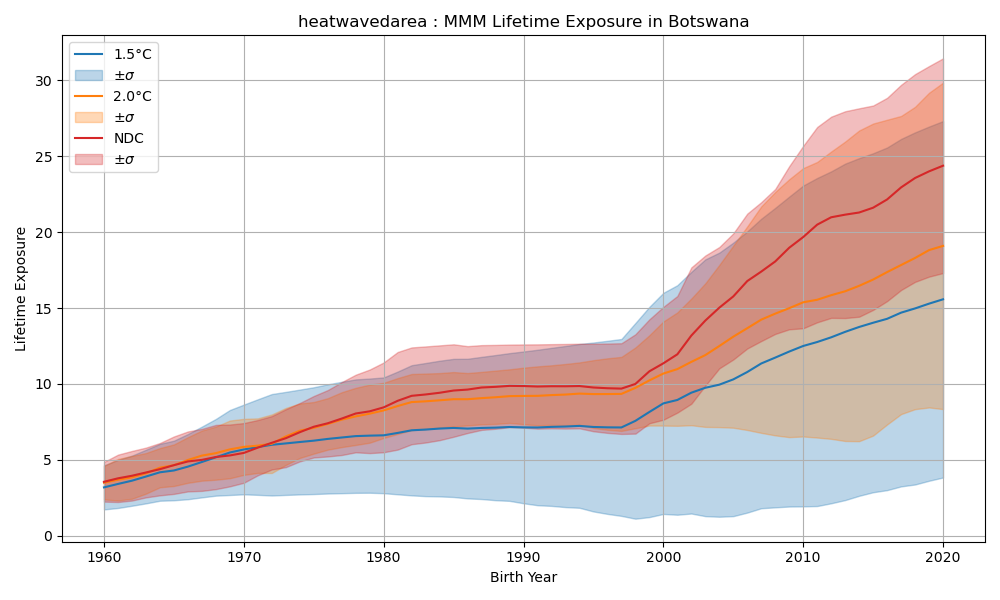 heatwavedarea : MMM Lifetime Exposure in Botswana
1.5°C
±σ
2.0°C
±σ
NDC
±σ
Lifetime Exposure
30
25
20
15
10
5
0
1960 1970 1980 1990 2000 2010 2020
Birth Year